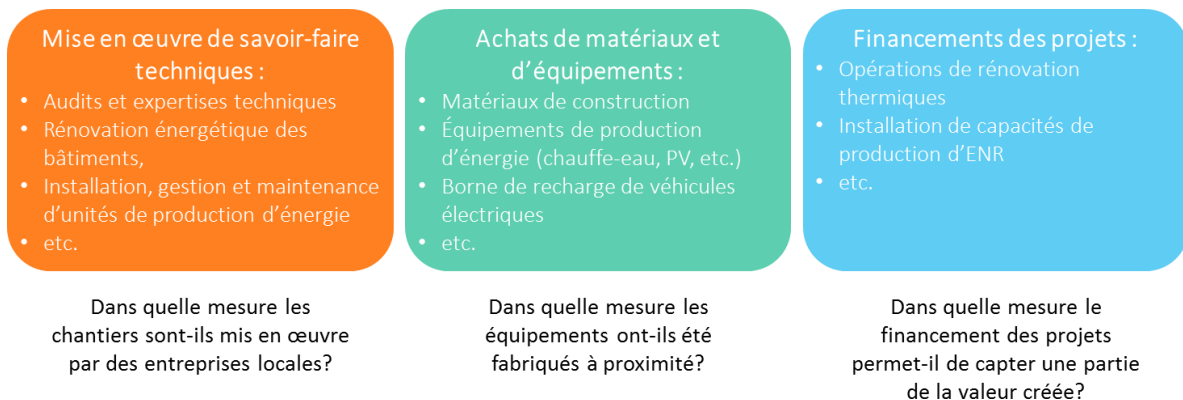 Mise en œuvre de savoir-faire
techniques :
• Audits et expertises techniques
• Rénovation énergétique des
bâtiments,
• Installation, gestion et maintenance
d’unités de production d’énergie
• etc.
Achats de matériaux et
d’équipements :
• Matériaux de construction
• Équipements de production
d’énergie (chauffe-eau, PV, etc.)
• Borne de recharge de véhicules
électriques
• etc.
Financements des projets :
• Opérations de rénovation
thermiques
• Installation de capacités de
production d’ENR
• etc.
Dans quelle mesure les
chantiers sont-ils mis en œuvre
par des entreprises locales?
Dans quelle mesure les
équipements ont-ils été
fabriqués à proximité?
Dans quelle mesure le
financement des projets
permet-il de capter une partie
de la valeur créée?